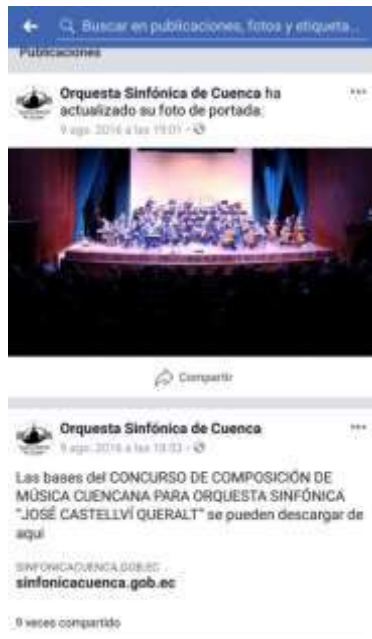 Buscar en publicaciones, fotos y etiqueta...
Publicaciones
Orquesta Sinfónica de Cuenca ha
actualizado su foto de portada.
9 ago. 2016 a las 19:01
Compartir
Orquesta Sinfónica de Cuenca
9 ago. 2016 a las
Las bases del CONCURSO DE COMPOSICIÓN DE
MÚSICA CUENCANA PARA ORQUESTA SINFÓNICA
"JOSÉ CASTELLVÍ QUERALT" se pueden descargar de
aqui
SINFONICACUENCA.GOB.EC
sinfonicacuenca.gob.ec
9 veces compartido